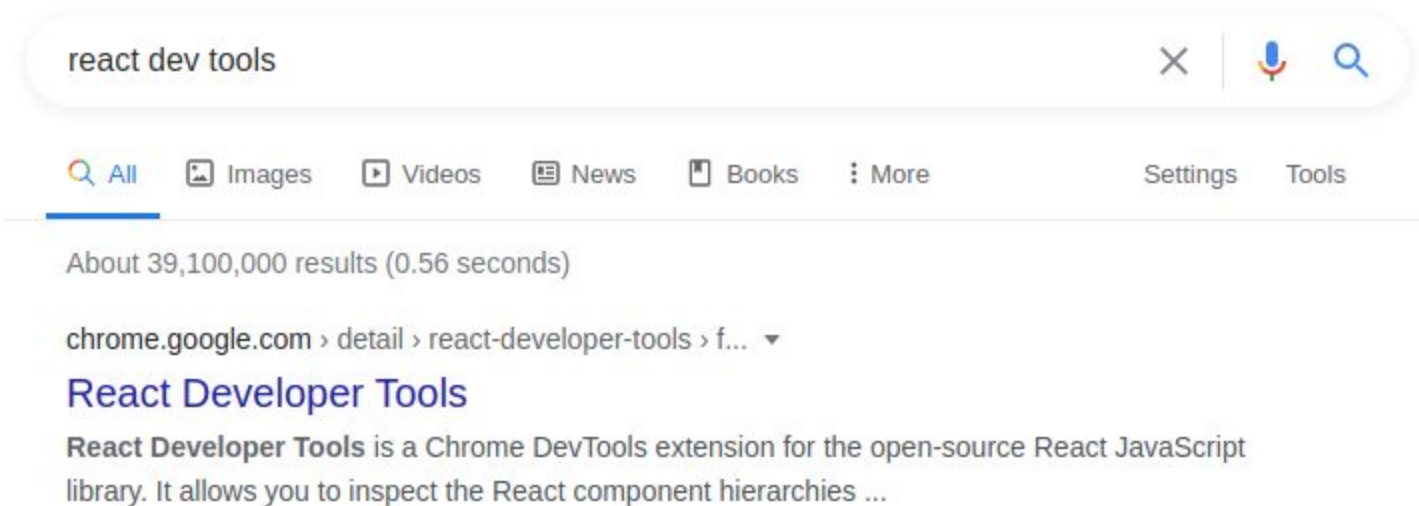 react dev tools
All Images Videos News Books More Settings Tools
About 39,100,000 results (0.56 seconds)
chrome.google.com › detail › react-developer-tools › f...
React Developer Tools
React Developer Tools is a Chrome DevTools extension for the open-source React JavaScript
library. It allows you to inspect the React component hierarchies ...